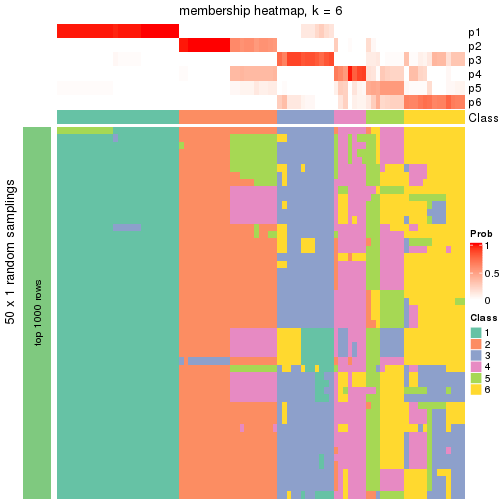 membership heatmap, k = 6
p1
p2
p3
p4
p5
p6
Class
50 x 1 random samplings
top 1000 rows
Prob
1
0.5
0
Class
1
2
3
4
5
6